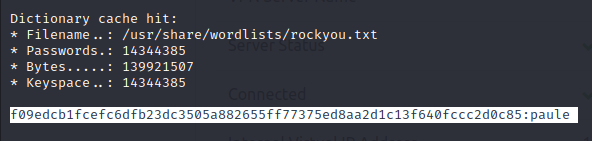 Dictionary cache hit:
* Filename..: /usr/share/wordlists/rockyou.txt
* Passwords.: 14344385
Server Status
* Bytes.....: 139921507
* Keyspace..: 14344385
Connected
f09edcb1fcefc6dfb23dc3505a882655ff77375ed8aa2d1c13f640fccc2d0c85:paule